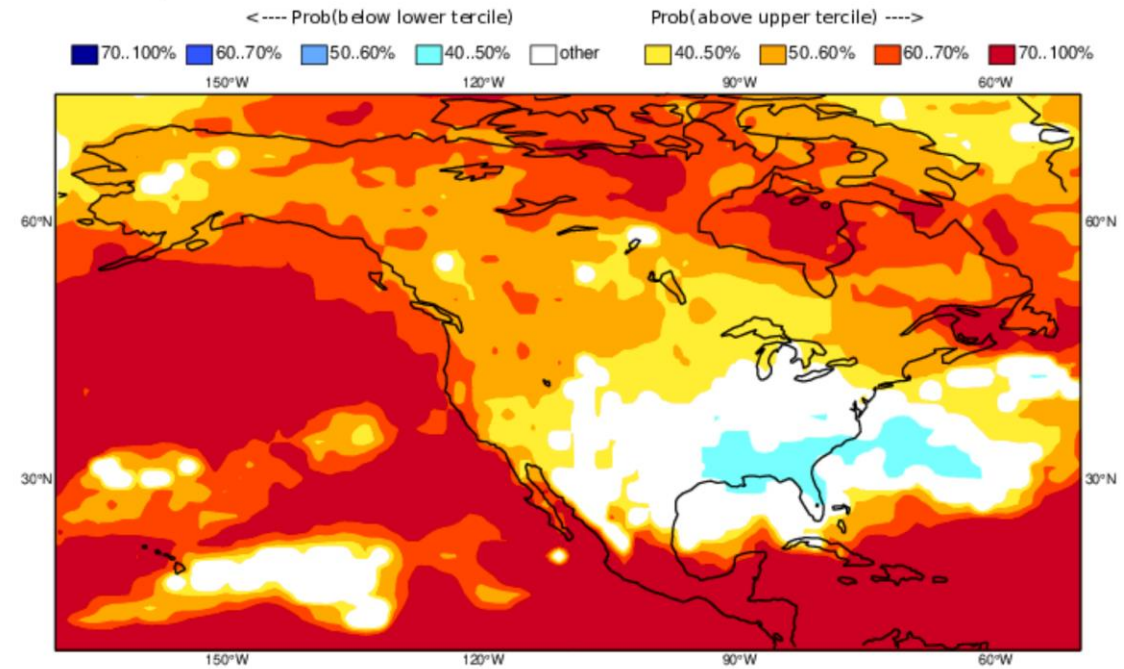 <---- Prob(below lower tercile) Prob(above upper tercile) ---->
70..100% 60..70% 50..60% 40..50% other 40..50% 50..60% 60..70% 70..100%
150°W 120°W 90°W 60°W
60°N 60°N
30°N 30°N
150°W 120°W 90°W 60°W